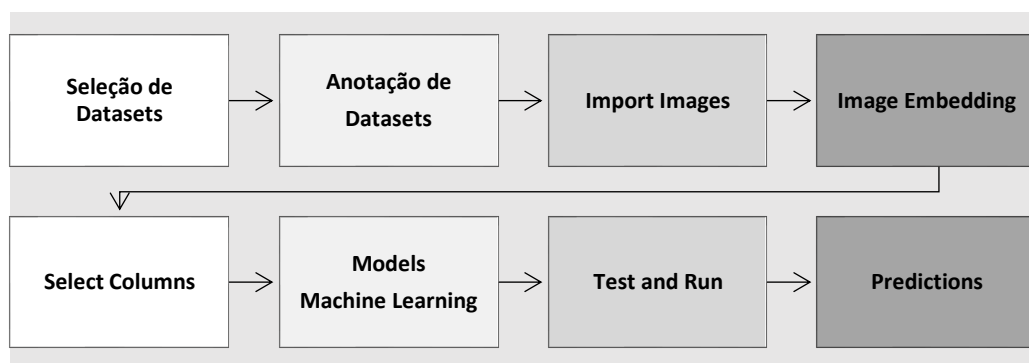 Seleção de
Datasets
Anotação de
Datasets
Import Images
Image Embedding
Select Columns
Models
Machine Learning
Test and Run
Predictions